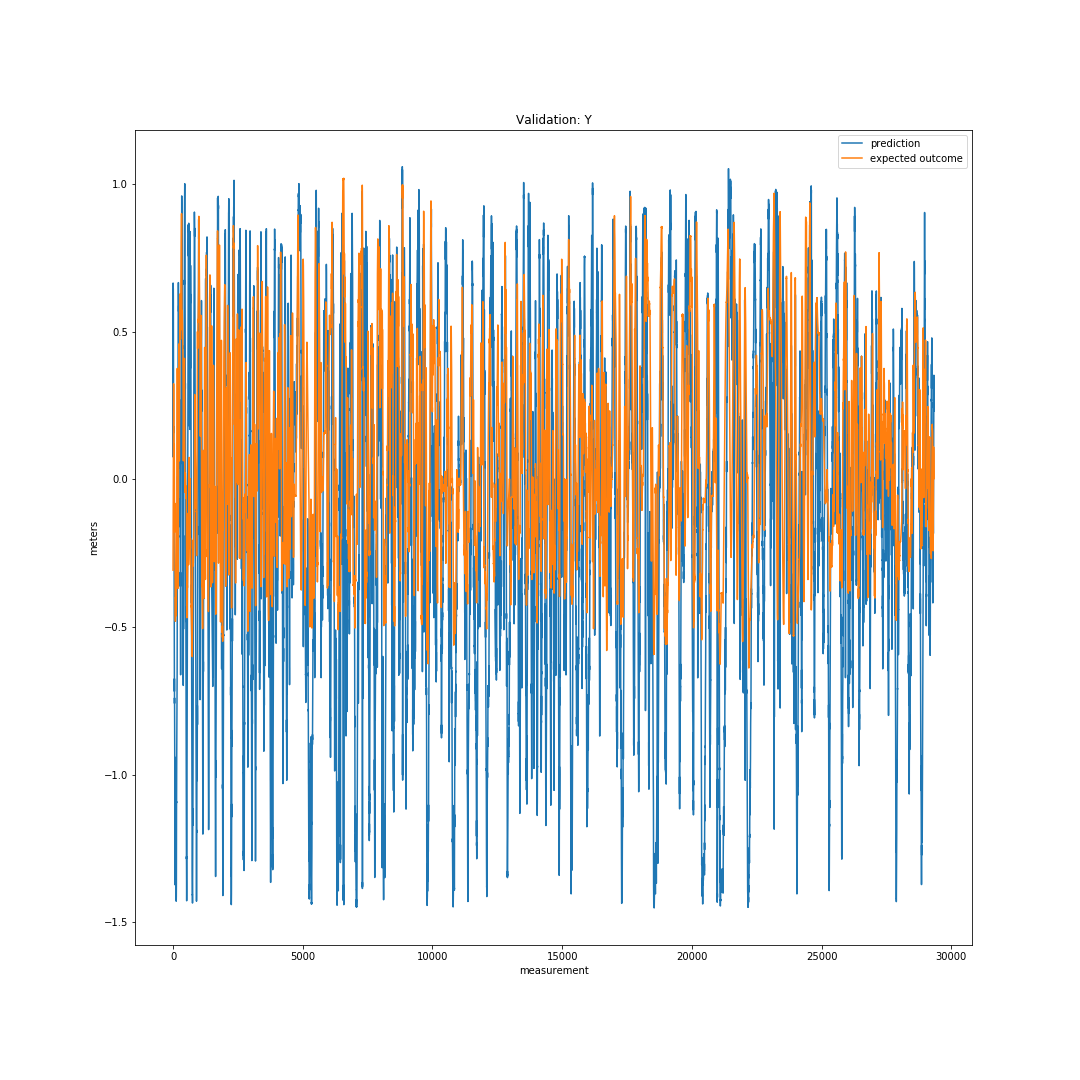 Validation: Y
prediction
expected outcome
1.0
0.5
0.0
−0.5
−1.0
−1.5
meters
0 5000 10000 15000 20000 25000 30000
measurement